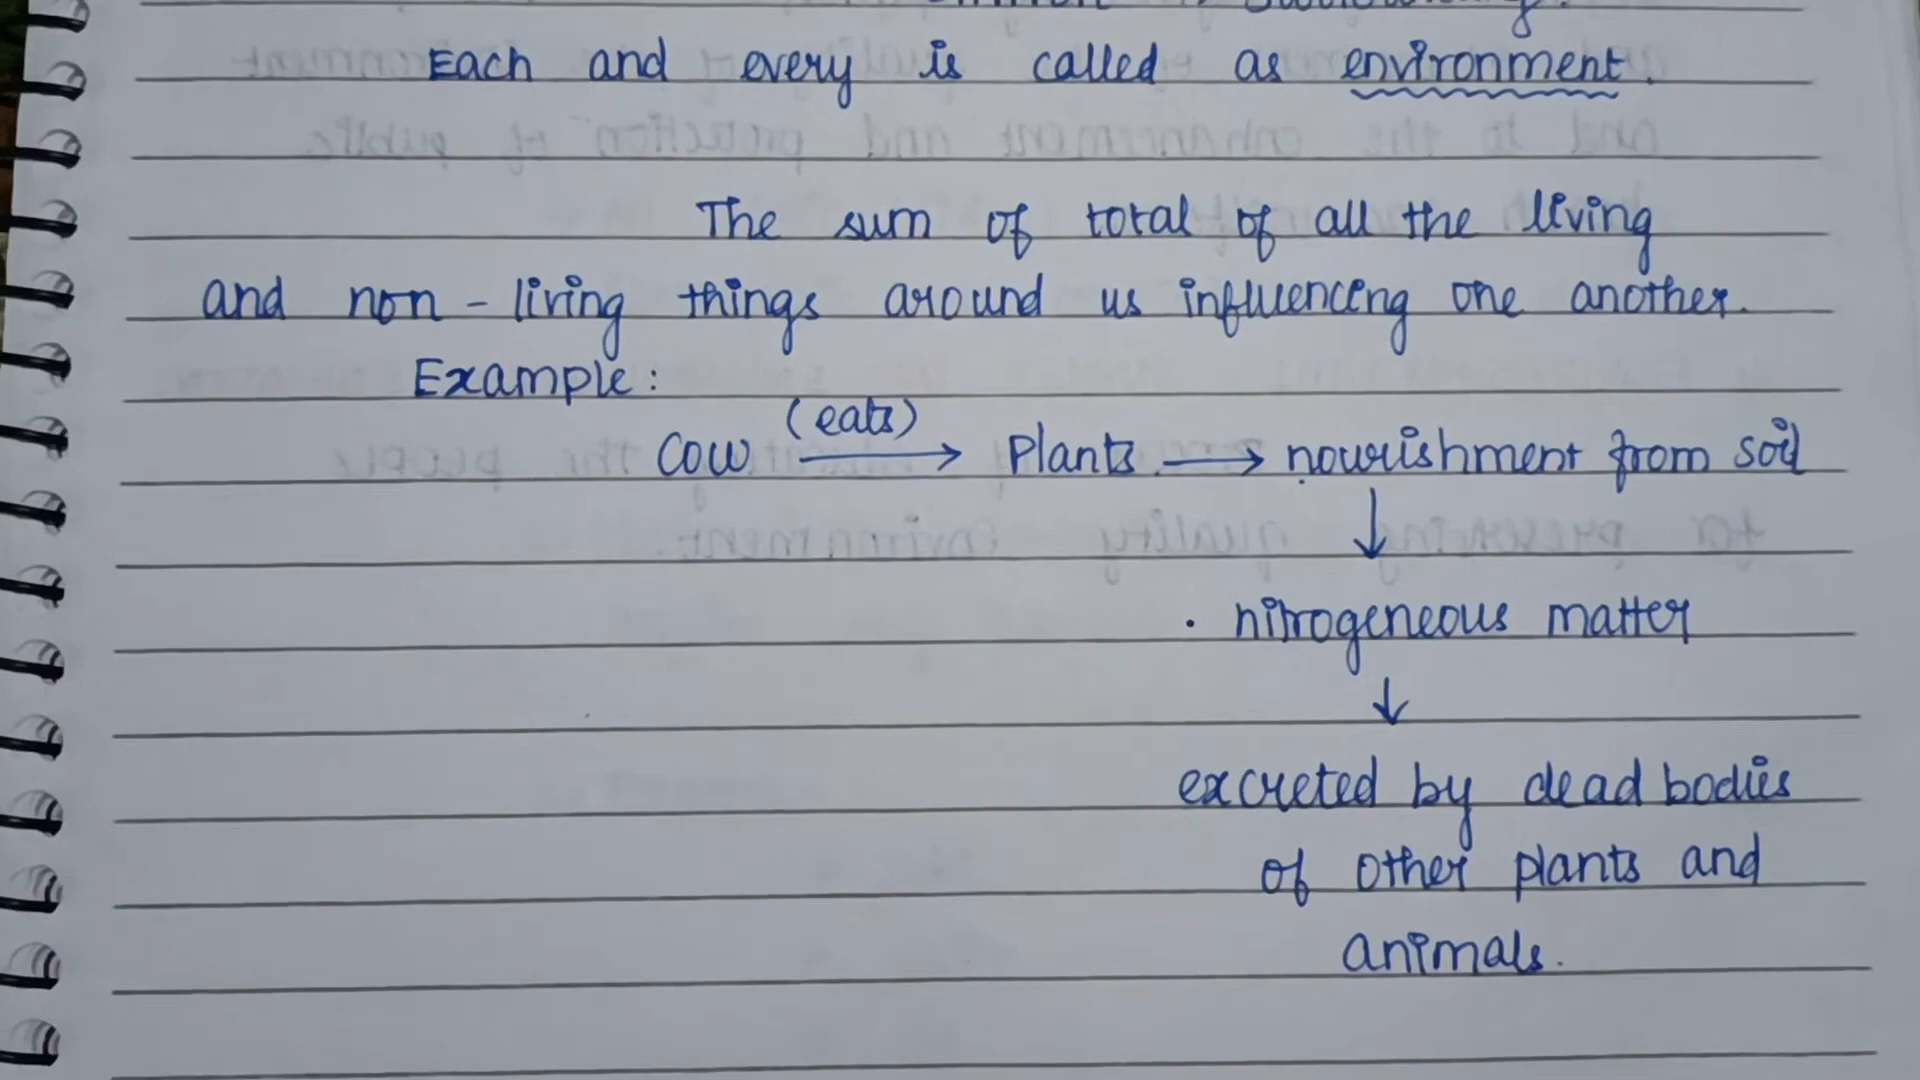 Each and every is called as environment.
The sum of total of all the living
and non-living things around us influencing one another.
Example:
Cow (eats) → Plants → nourishment from soil
↓
nitrogeneous matter
↓
excreted by dead bodies
of other plants and
animals.